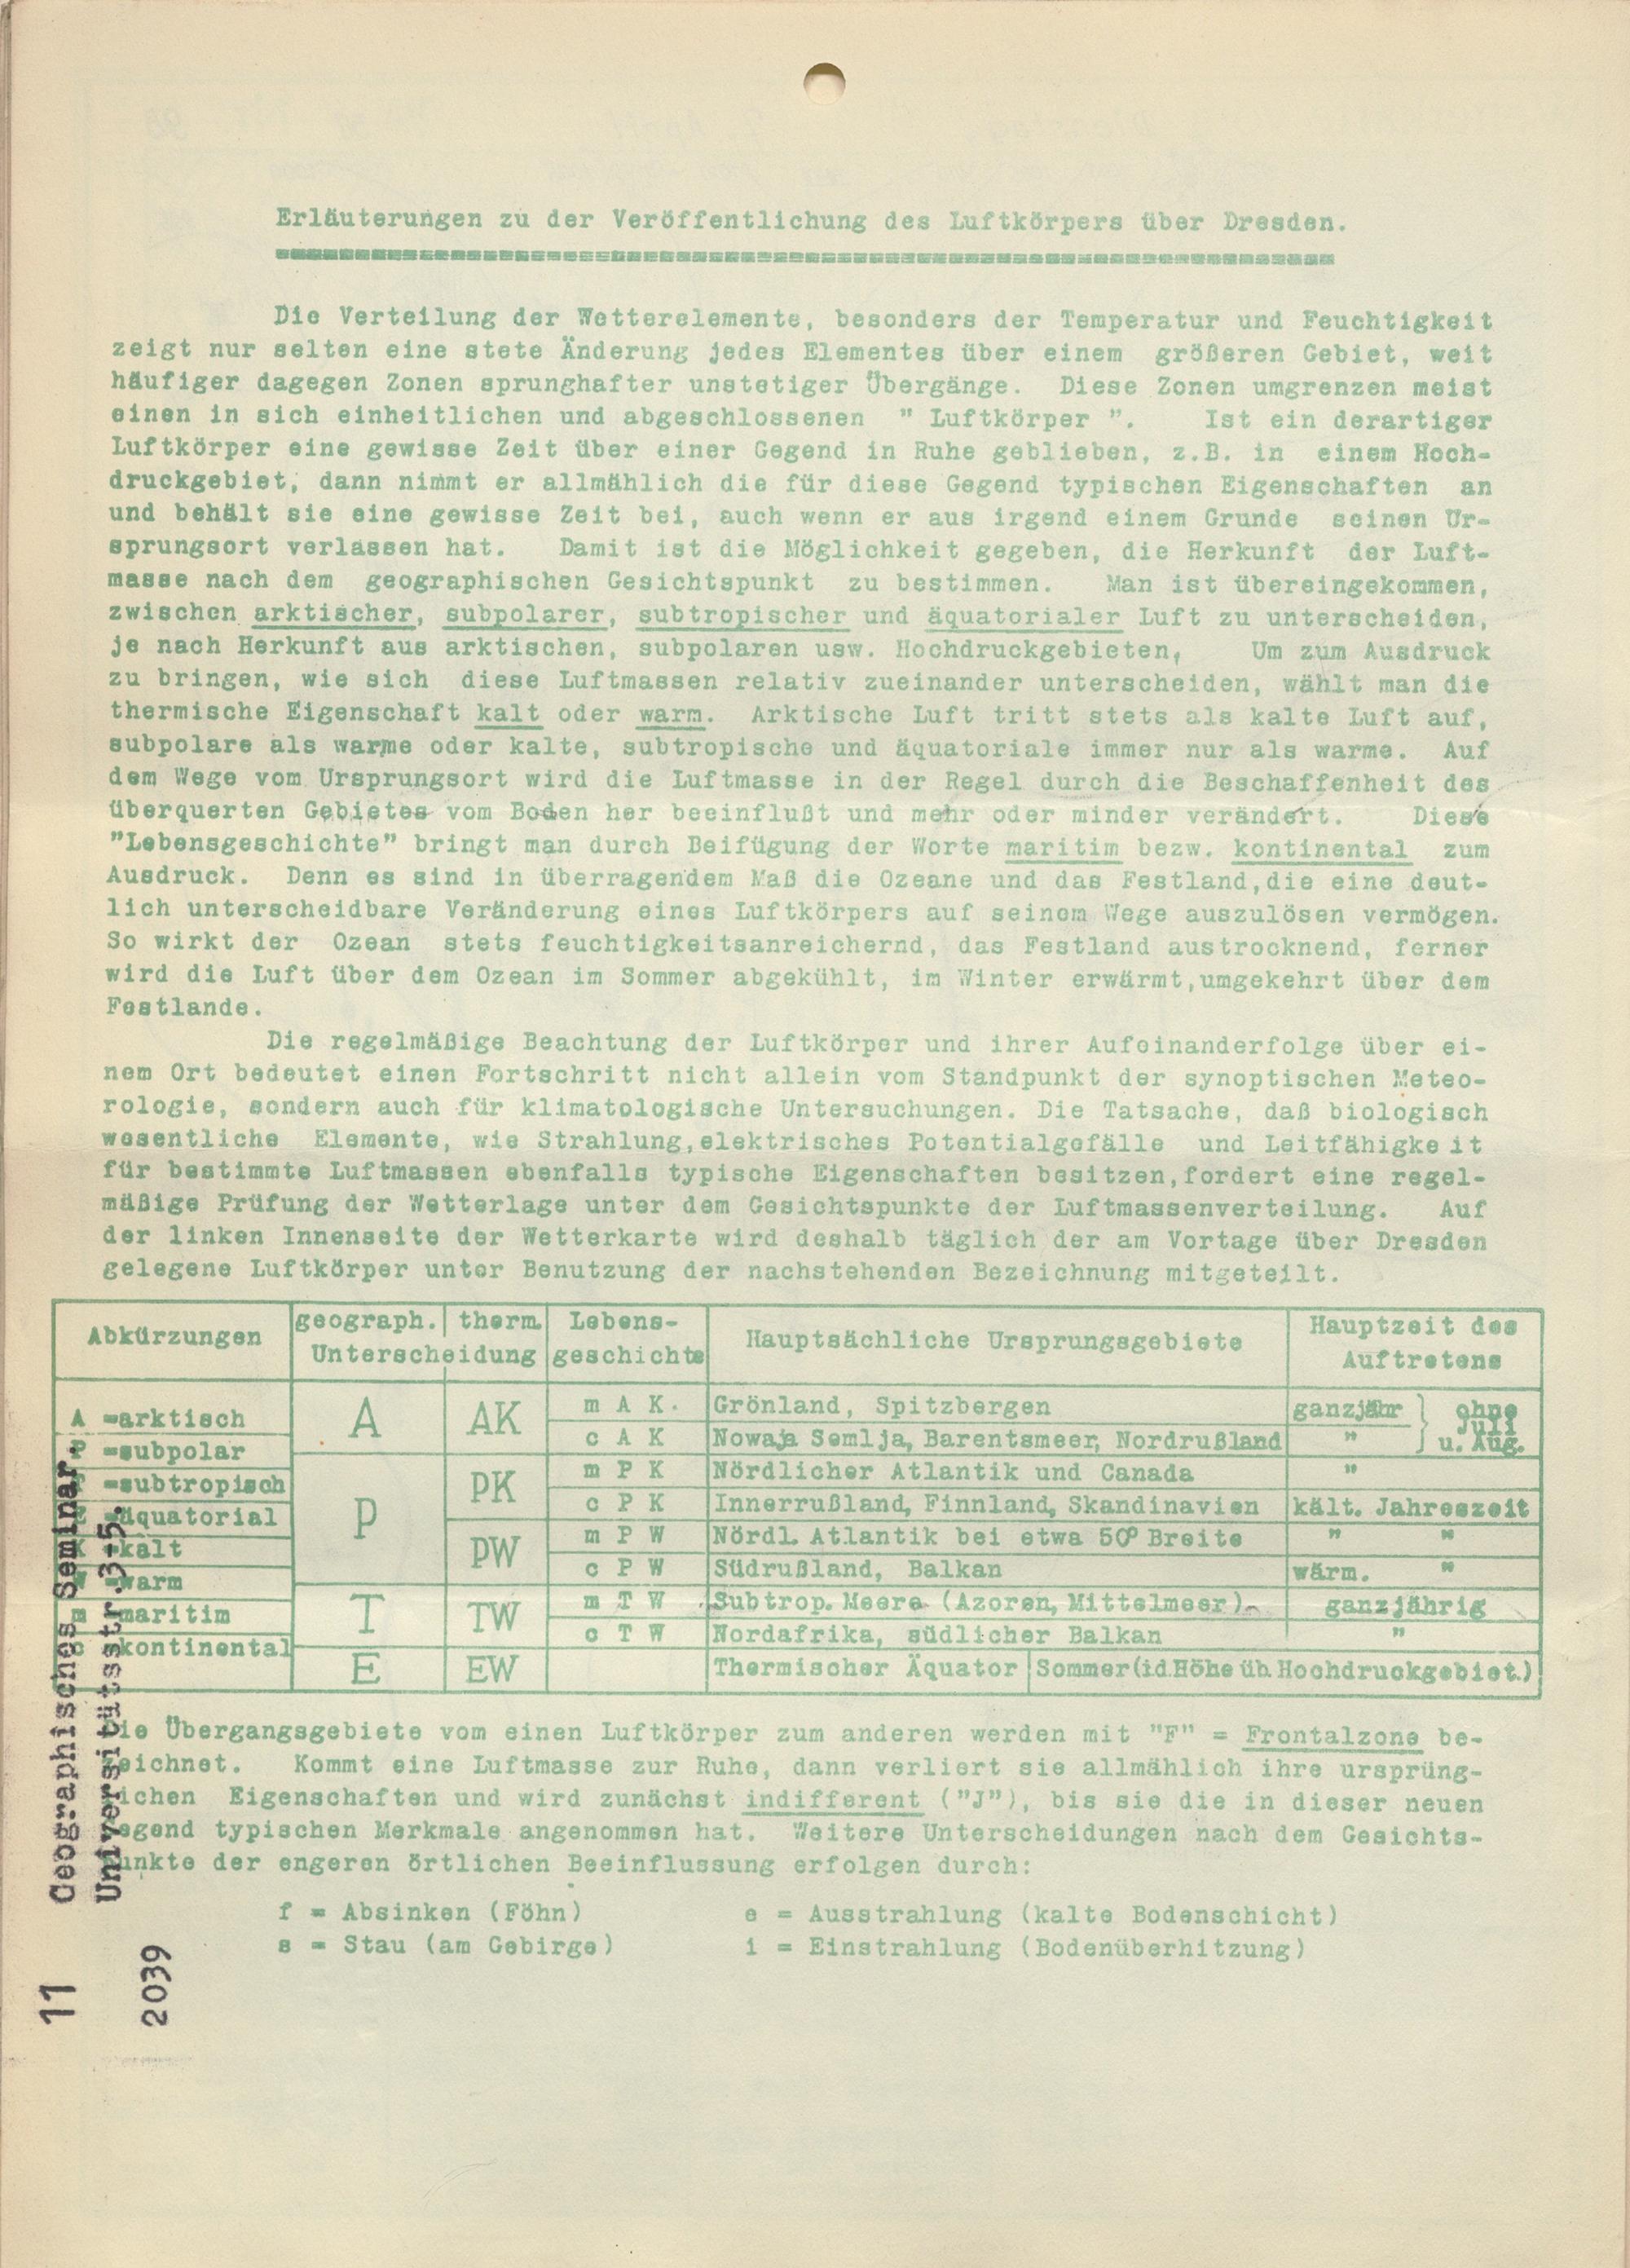 Erläuterungen zu der Veröffentlichung des Luftkörpers über Dresden.
Die Verteilung der Wetterelemente, besonders der Temperatur und Feuchtigkeit
zeigt nur selten eine stete Änderung jedes Elementes über einem größeren Gebiet, weit
häufiger dagegen Zonen sprunghafter unstetiger Übergänge. Diese Zonen umgrenzen meist
einen in sich einheitlichen und abgeschlossenen " Luftkörper ". Ist ein derartiger
Luftkörper eine gewisse Zeit über einer Gegend in Ruhe geblieben, z.B. in einem Hoch-
druckgebiet, dann nimmt er allmählich die für diese Gegend typischen Eigenschaften an
und behält sie eine gewisse Zeit bei, auch wenn er aus irgend einem Grunde seinen Ur-
sprungsort verlassen hat. Damit ist die Möglichkeit gegeben, die Herkunft der Luft-
masse nach dem geographischen Gesichtspunkt zu bestimmen. Man ist übereingekommen,
zwischen arktischer, subpolarer, subtropischer und äquatorialer Luft zu unterscheiden,
je nach Herkunft aus arktischen, subpolaren usw. Hochdruckgebieten, Um zum Ausdruck
zu bringen, wie sich diese Luftmassen relativ zueinander unterscheiden, wählt man die
thermische Eigenschaft kalt oder warm. Arktische Luft tritt stets als kalte Luft auf,
subpolare als warme oder kalte, subtropische und äquatoriale immer nur als warme. Auf
dem Wege vom Ursprungsort wird die Luftmasse in der Regel durch die Beschaffenheit des
überquerten Gebietes vom Boden her beeinflußt und mehr oder minder verändert. Diese
"Lebensgeschichte" bringt man durch Beifügung der Worte maritim bezw. kontinental zum
Ausdruck. Denn es sind in überragendem Maß die Ozeane und das Festland,die eine deut-
lich unterscheidbare Veränderung eines Luftkörpers auf seinem Wege auszulösen vermögen.
So wirkt der Ozean stets feuchtigkeitsanreichernd, das Festland austrocknend, ferner
wird die Luft über dem Ozean im Sommer abgekühlt, im Winter erwärmt,umgekehrt über dem
Festlande.
Die regelmäßige Beachtung der Luftkörper und ihrer Aufeinanderfolge über ei-
nem Ort bedeutet einen Fortschritt nicht allein vom Standpunkt der synoptischen Meteo-
rologie, sondern auch für klimatologische Untersuchungen. Die Tatsache, daß biologisch
wesentliche Elemente, wie Strahlung,elektrisches Potentialgefälle und Leitfähigkeit
für bestimmte Luftmassen ebenfalls typische Eigenschaften besitzen,fordert eine regel-
mäßige Prüfung der Wetterlage unter dem Gesichtspunkte der Luftmassenverteilung. Auf
der linken Innenseite der Wetterkarte wird deshalb täglich der am Vortage über Dresden
gelegene Luftkörper unter Benutzung der nachstehenden Bezeichnung mitgeteilt.
Abkürzungen
geograph. therm.
Unterscheidung
Lebens-
geschichte
Hauptsächliche Ursprungsgebiete
Hauptzeit des
Auftretens
A =arktisch
P =subpolar
=subtropisch
=äquatorial
K =kalt
W =warm
m =maritim
c =kontinental
A AK
P PK
PW
T TW
E EW
m A K. Grönland, Spitzbergen ganzjähr } ohne Juli u. Aug.
c A K Nowaja Semlja, Barentsmeer, Nordrußland "
m P K Nördlicher Atlantik und Canada "
c P K Innerrußland, Finnland, Skandinavien kält. Jahreszeit
m P W Nördl. Atlantik bei etwa 50° Breite " "
c P W Südrußland, Balkan wärm. "
m T W Subtrop. Meere (Azoren, Mittelmeer) ganzjährig
c T W Nordafrika, südlicher Balkan "
Thermischer Äquator Sommer(i.d.Höhe üb. Hochdruckgebiet.)
Die Übergangsgebiete vom einen Luftkörper zum anderen werden mit "F" = Frontalzone be-
zeichnet. Kommt eine Luftmasse zur Ruhe, dann verliert sie allmählich ihre ursprüng-
lichen Eigenschaften und wird zunächst indifferent ("J"), bis sie die in dieser neuen
Gegend typischen Merkmale angenommen hat. Weitere Unterscheidungen nach dem Gesichts-
punkte der engeren örtlichen Beeinflussung erfolgen durch:
f = Absinken (Föhn) e = Ausstrahlung (kalte Bodenschicht)
s = Stau (am Gebirge) i = Einstrahlung (Bodenüberhitzung)
11 Geographisches Seminar.
Universitätsstr.3-5.
2039